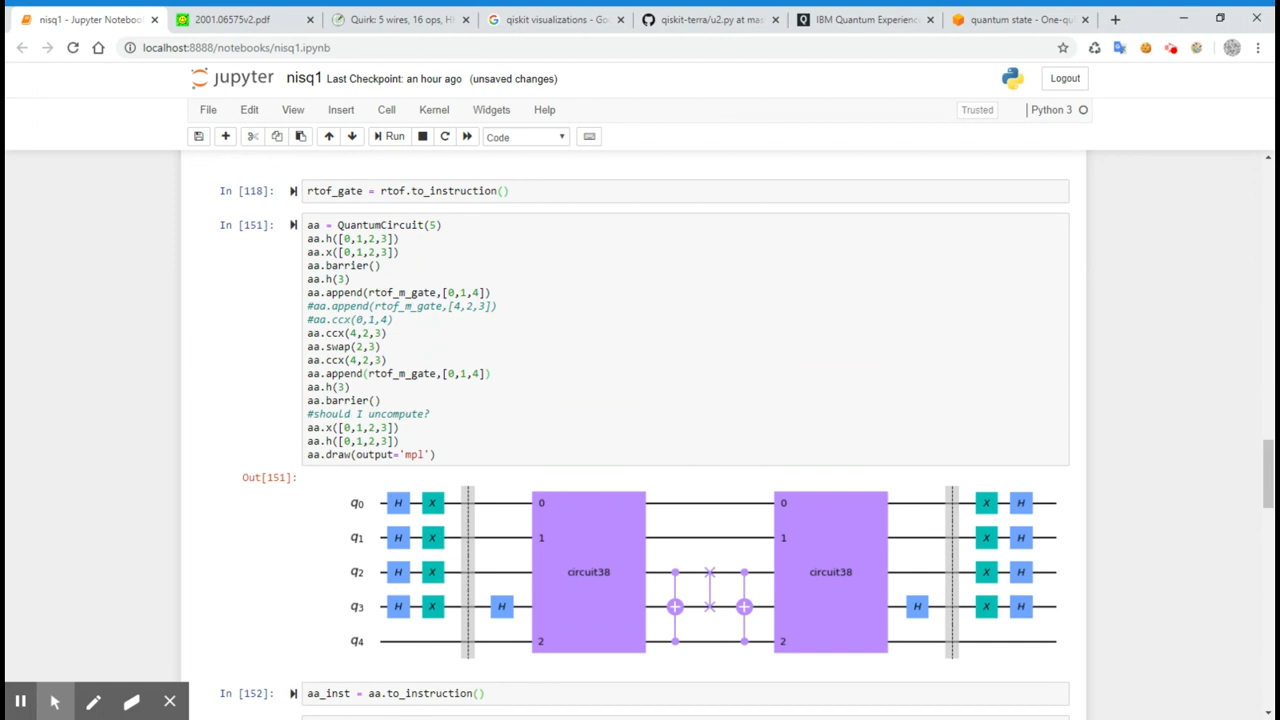 nisq1 - Jupyter Notebook
2001.06575v2.pdf
Quirk: 5 wires, 16 ops, HX
qiskit visualizations - Goo
qiskit-terra/u2.py at mas
IBM Quantum Experienc
quantum state - One-qu
localhost:8888/notebooks/nisq1.ipynb
jupyter nisq1 Last Checkpoint: an hour ago (unsaved changes)
Logout
File Edit View Insert Cell Kernel Widgets Help
Trusted
Python 3
Run
Code
In [118]:
rtof_gate = rtof.to_instruction()
In [151]:
aa = QuantumCircuit(5)
aa.h([0,1,2,3])
aa.x([0,1,2,3])
aa.barrier()
aa.h(3)
aa.append(rtof_m_gate,[0,1,4])
#aa.append(rtof_m_gate,[4,2,3])
#aa.ccx(0,1,4)
aa.ccx(4,2,3)
aa.swap(2,3)
aa.ccx(4,2,3)
aa.append(rtof_m_gate,[0,1,4])
aa.h(3)
aa.barrier()
#should I uncompute?
aa.x([0,1,2,3])
aa.h([0,1,2,3])
aa.draw(output='mpl')
Out[151]:
q0 H X 0 0 X H
q1 H X 1 1 X H
q2 H X circuit38 circuit38 X H
q3 H X H H X H
q4 2 2
In [152]:
aa_inst = aa.to_instruction()